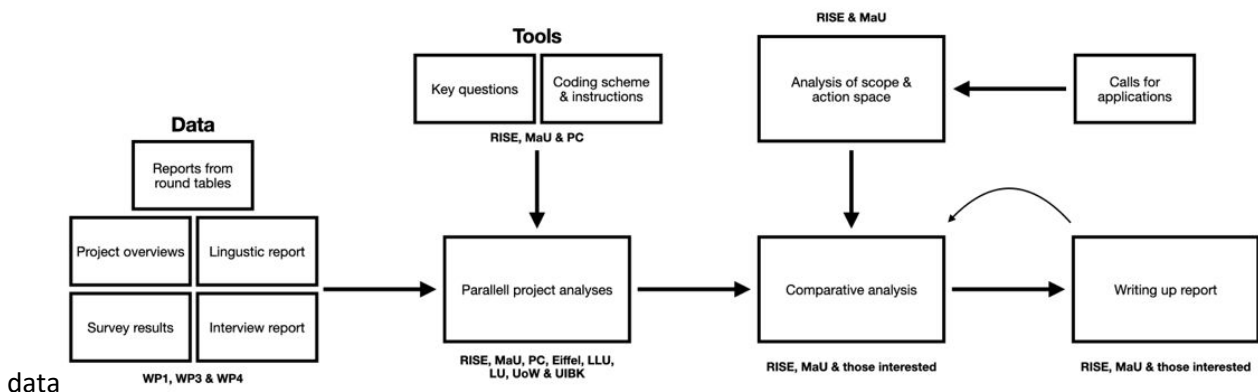 RISE & MaU
Tools
Key questions
Coding scheme
& instructions
Analysis of scope &
action space
Calls for
applications
RISE, MaU & PC
Data
Reports from
round tables
Project overviews
Lingustic report
Survey results
Interview report
WP1, WP3 & WP4
Parallell project analyses
RISE, MaU, PC, Eiffel, LLU,
LU, UoW & UIBK
Comparative analysis
RISE, MaU & those interested
Writing up report
RISE, MaU & those interested
data